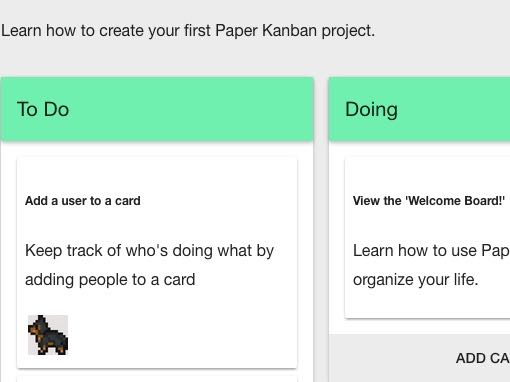 Learn how to create your first Paper Kanban project.
To Do
Add a user to a card
Keep track of who's doing what by
adding people to a card
Doing
View the 'Welcome Board!'
Learn how to use
organize your life.
ADD